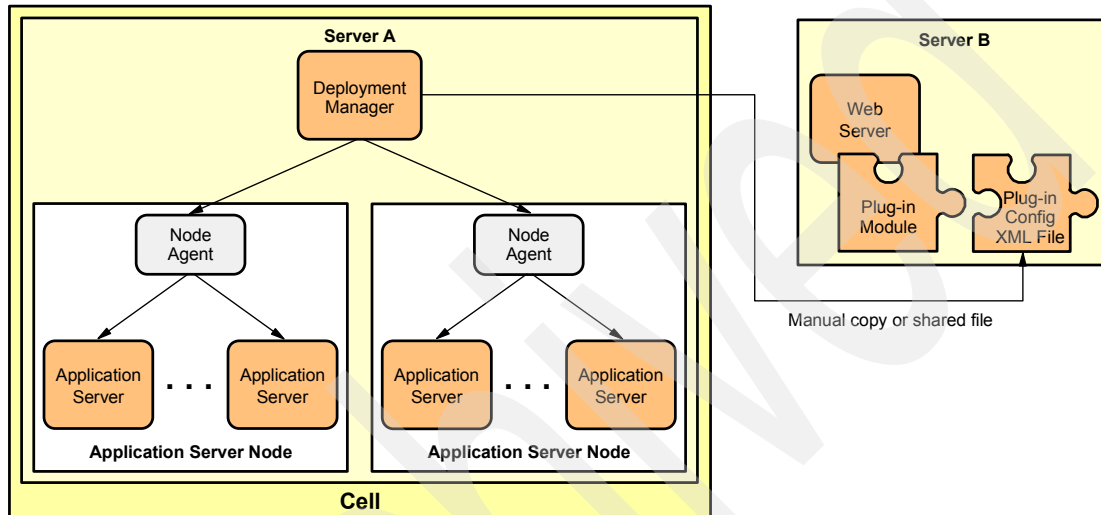 Server A
Deployment
Manager
Node
Agent
Node
Agent
Application
Server
. . .
Application
Server
Application
Server
. . .
Application
Server
Application Server Node
Application Server Node
Cell
Server B
Web
Server
Plug-in
Module
Plug-in
Config
XML File
Manual copy or shared file